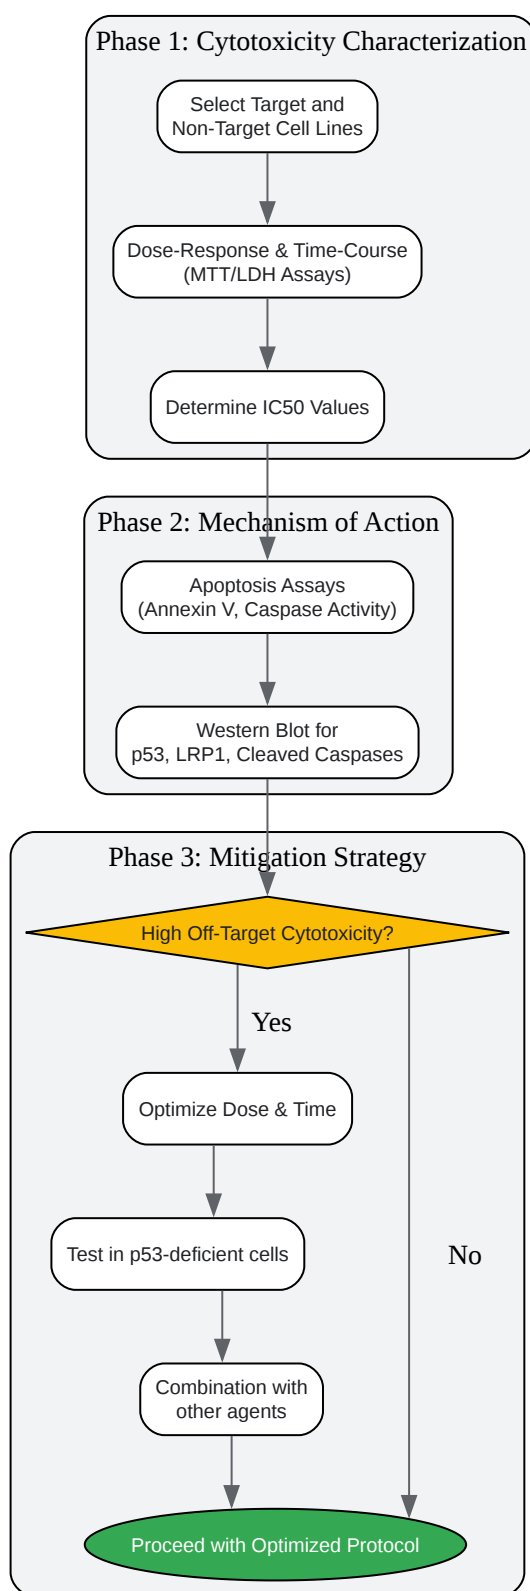 Phase 1: Cytotoxicity Characterization
Select Target and
Non-Target Cell Lines
Dose-Response & Time-Course
(MTT/LDH Assays)
Determine IC50 Values
Phase 2: Mechanism of Action
Apoptosis Assays
(Annexin V, Caspase Activity)
Western Blot for
p53, LRP1, Cleaved Caspases
Phase 3: Mitigation Strategy
High Off-Target Cytotoxicity?
Yes
Optimize Dose & Time
Test in p53-deficient cells
No
Combination with
other agents
Proceed with Optimized Protocol